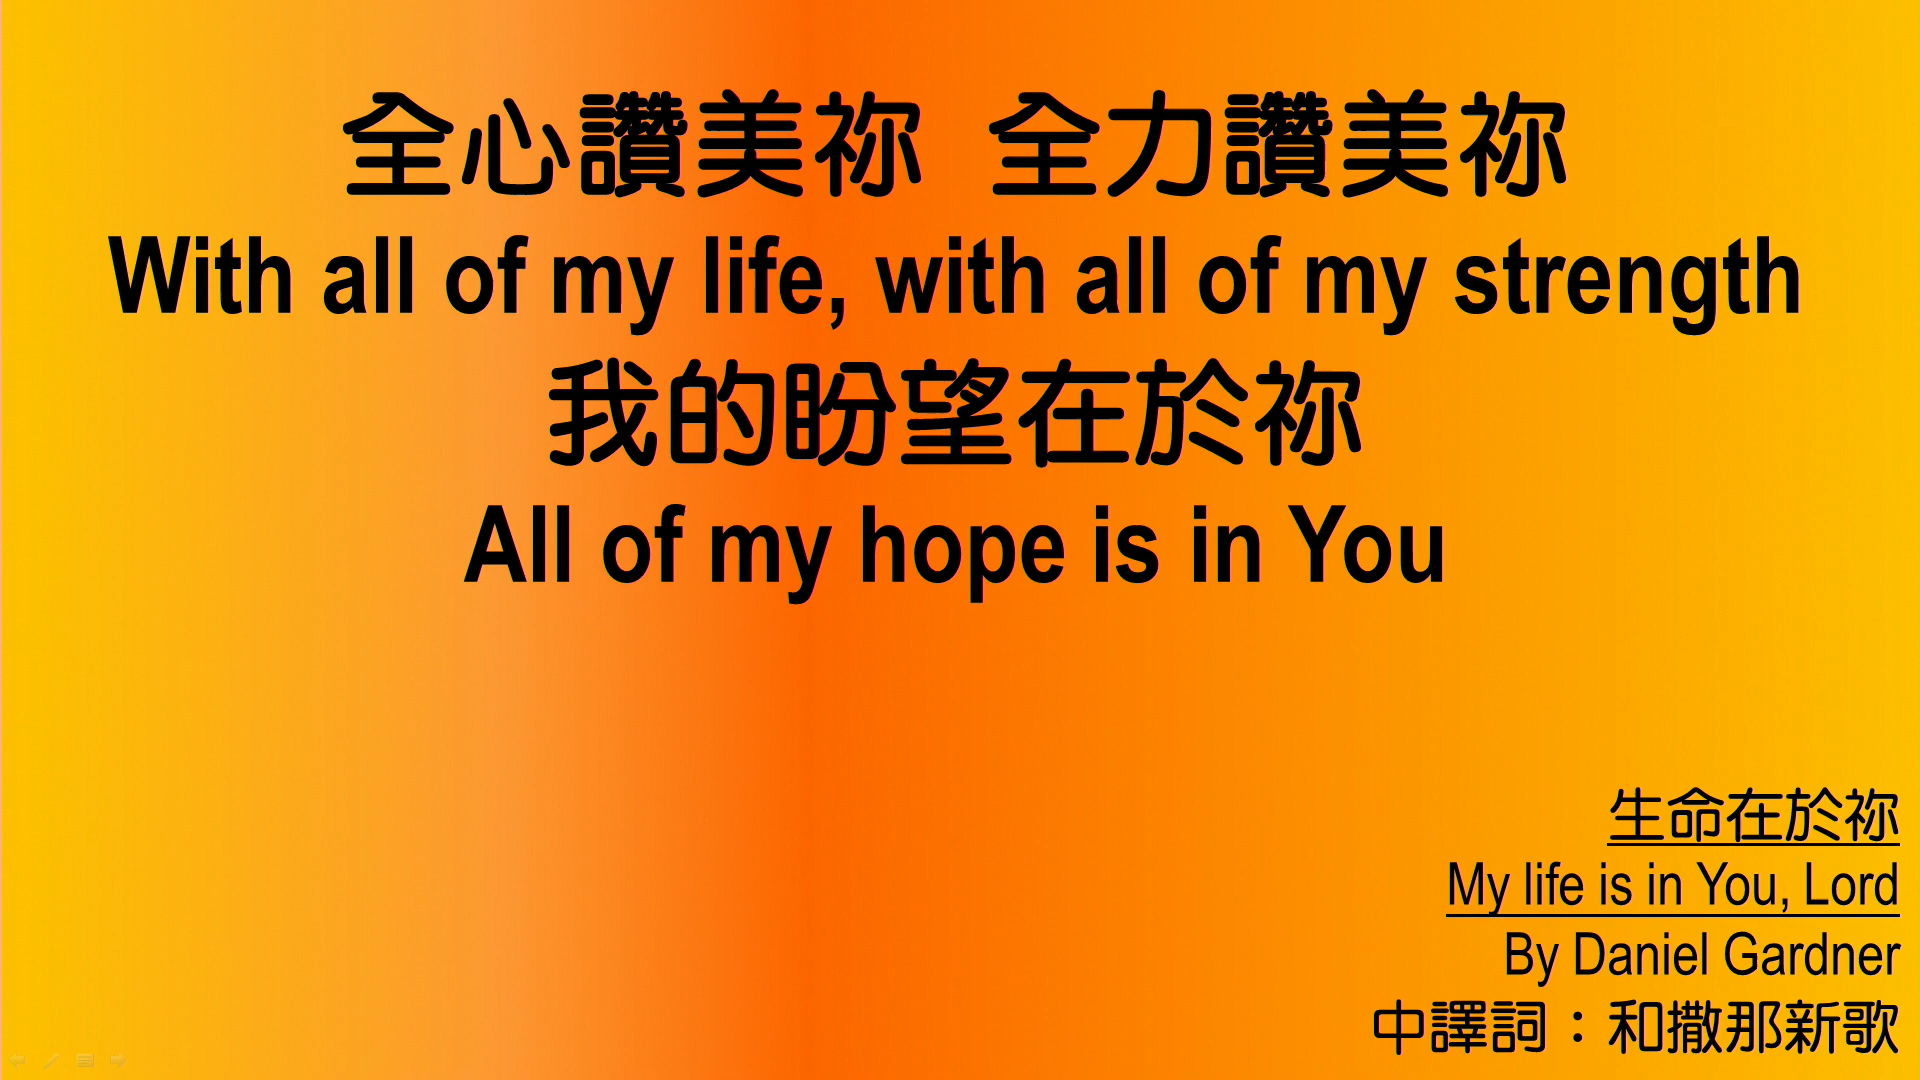 全心讚美祢 全力讚美祢
With all of my life, with all of my strength
我的盼望在於祢
All of my hope is in You
生命在於祢
My life is in You, Lord
By Daniel Gardner
中譯詞：和撒那新歌